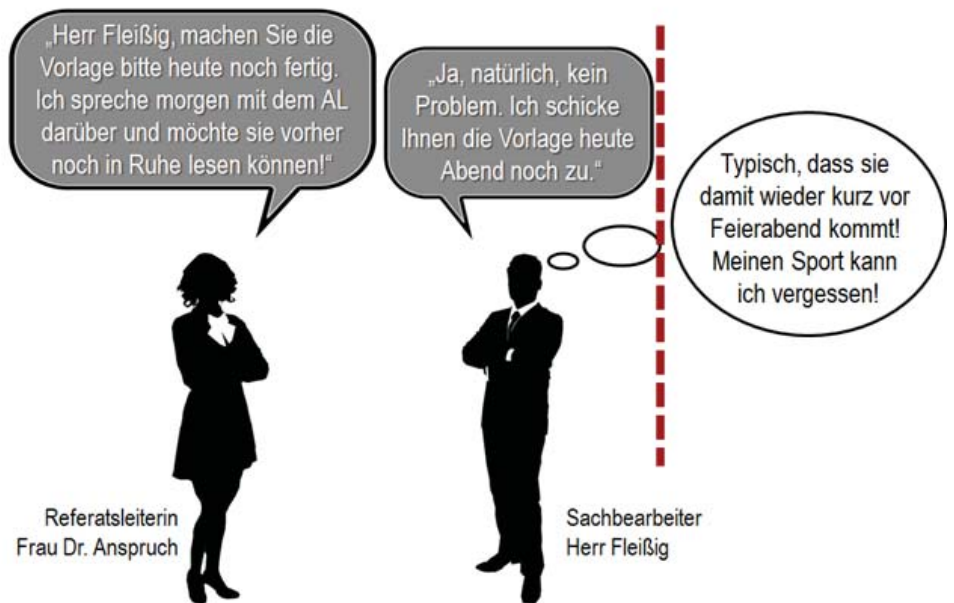 „Herr Fleißig, machen Sie die
Vorlage bitte heute noch fertig.
Ich spreche morgen mit dem AL
darüber und möchte sie vorher
noch in Ruhe lesen können!“
„Ja, natürlich, kein
Problem. Ich schicke
Ihnen die Vorlage heute
Abend noch zu.“
Typisch, dass sie
damit wieder kurz vor
Feierabend kommt!
Meinen Sport kann
ich vergessen!
Referatsleiterin
Frau Dr. Anspruch
Sachbearbeiter
Herr Fleißig